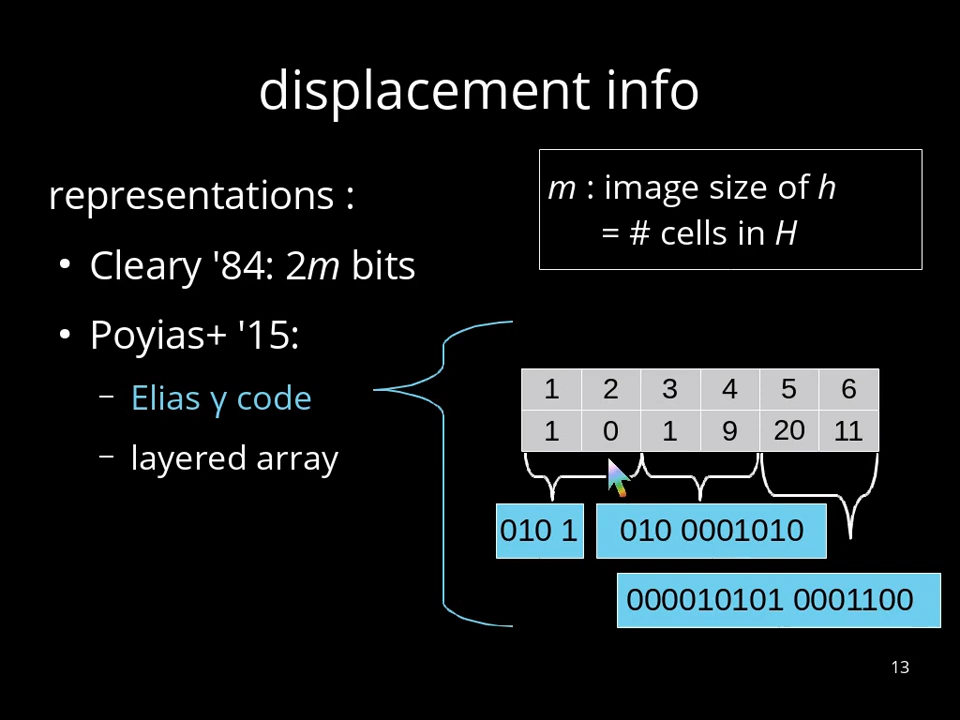 displacement info
representations :
m : image size of h
= # cells in H
• Cleary '84: 2m bits
• Poyias+ '15:
– Elias γ code
– layered array
1 2 3 4 5 6
1 0 1 9 20 11
010 1
010 0001010
000010101 0001100
13